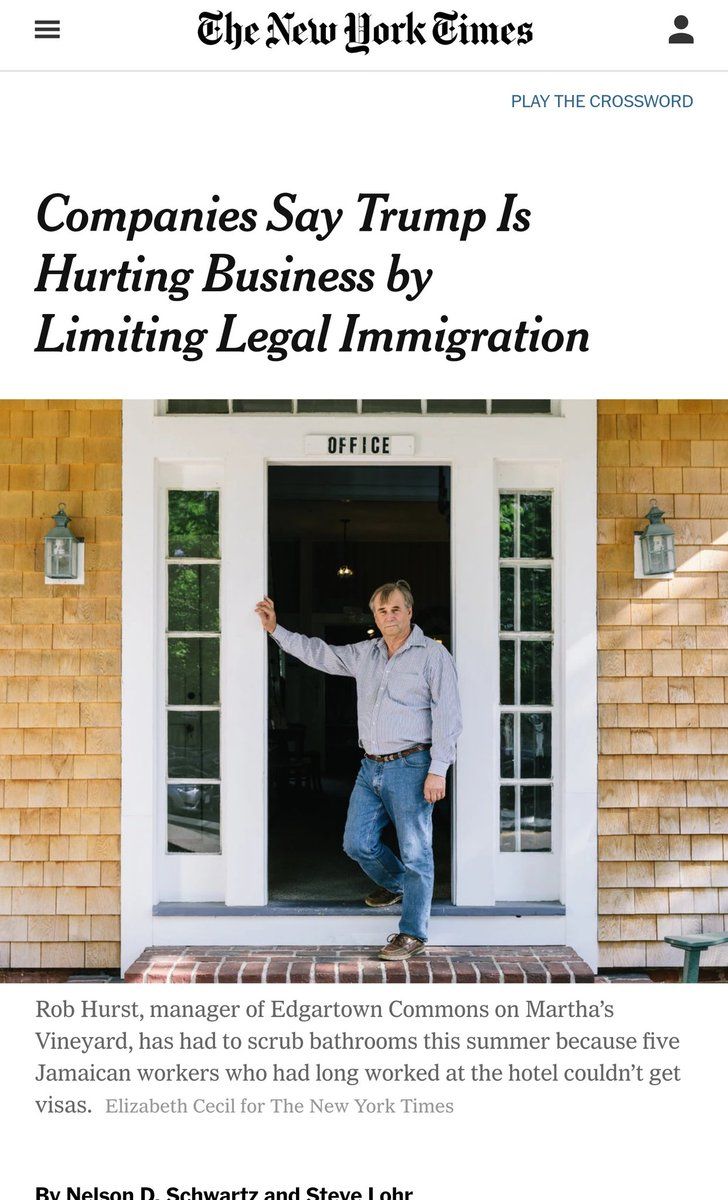 The New York Times
PLAY THE CROSSWORD
Companies Say Trump Is
Hurting Business by
Limiting Legal Immigration
OFFICE
Rob Hurst, manager of Edgartown Commons on Martha’s
Vineyard, has had to scrub bathrooms this summer because five
Jamaican workers who had long worked at the hotel couldn’t get
visas. Elizabeth Cecil for The New York Times
By Nelson D. Schwartz and Steve Lohr